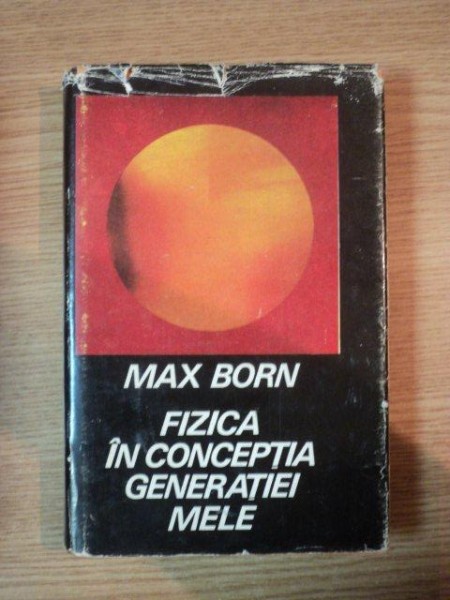 MAX BORN
FIZICA
ÎN CONCEPȚIA
GENERAȚIEI
MELE